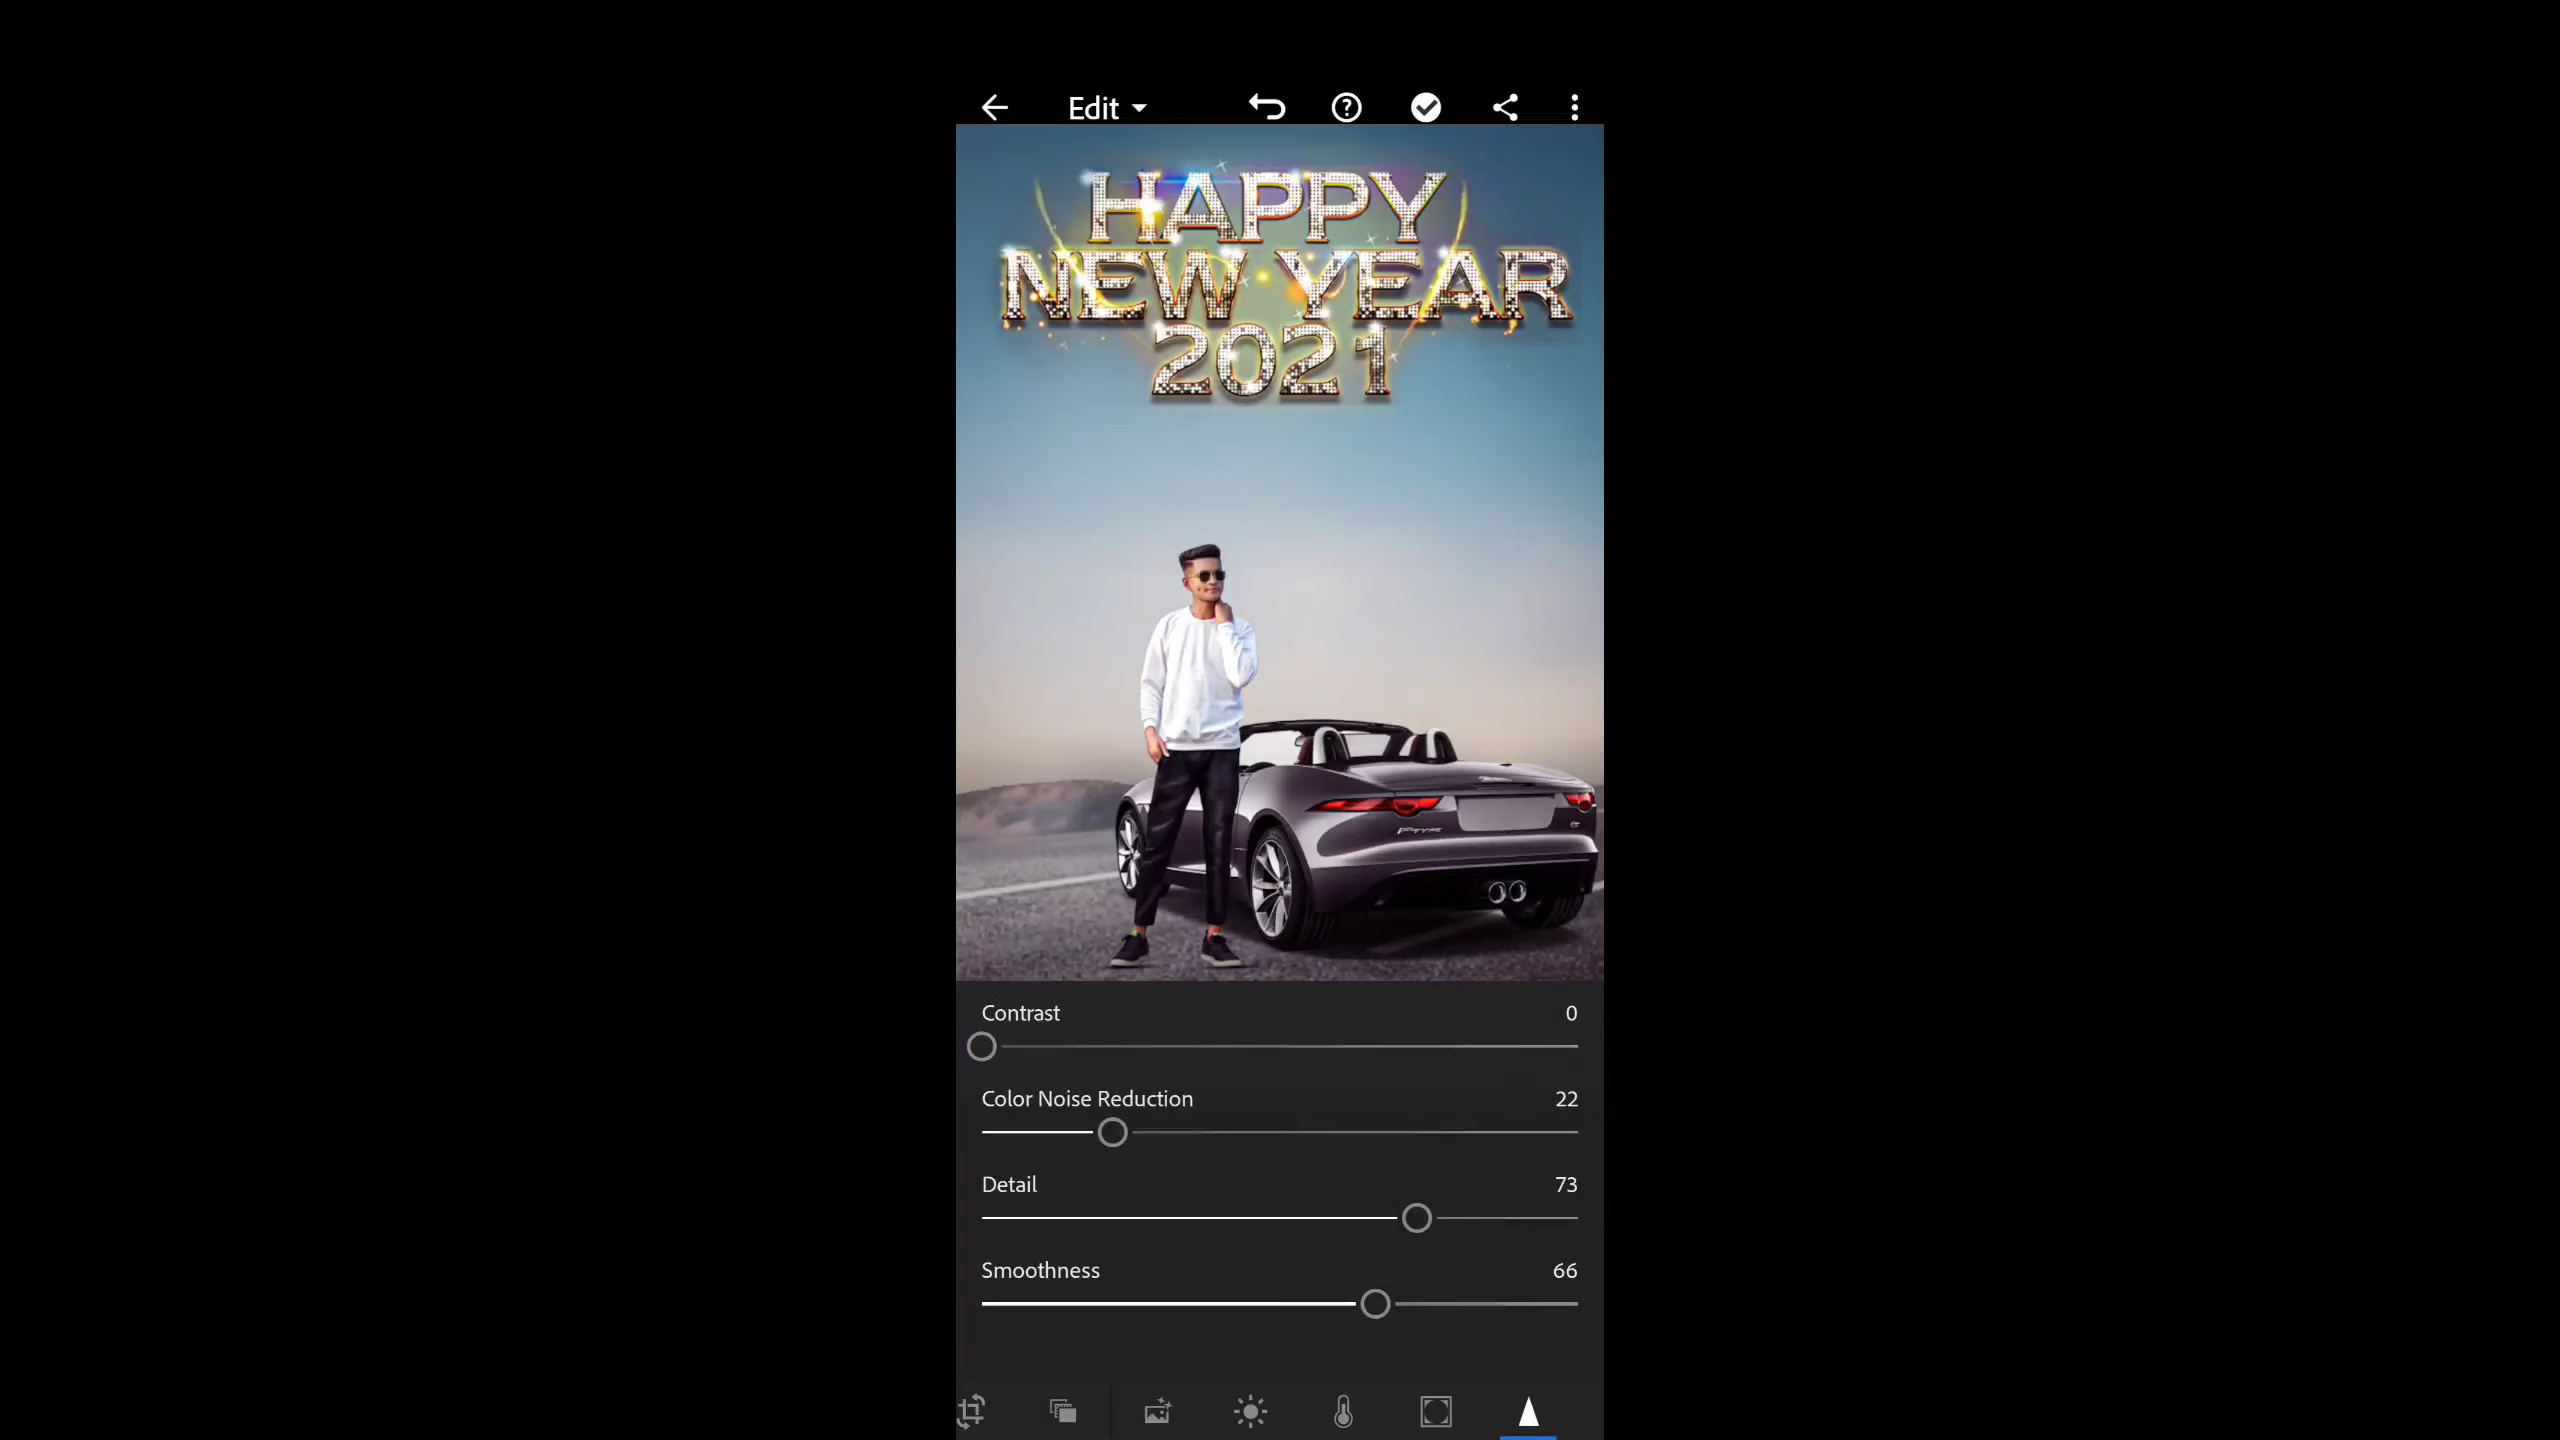 Edit
HAPPY
NEW YEAR
2021
Contrast 0
Color Noise Reduction 22
Detail 73
Smoothness 66